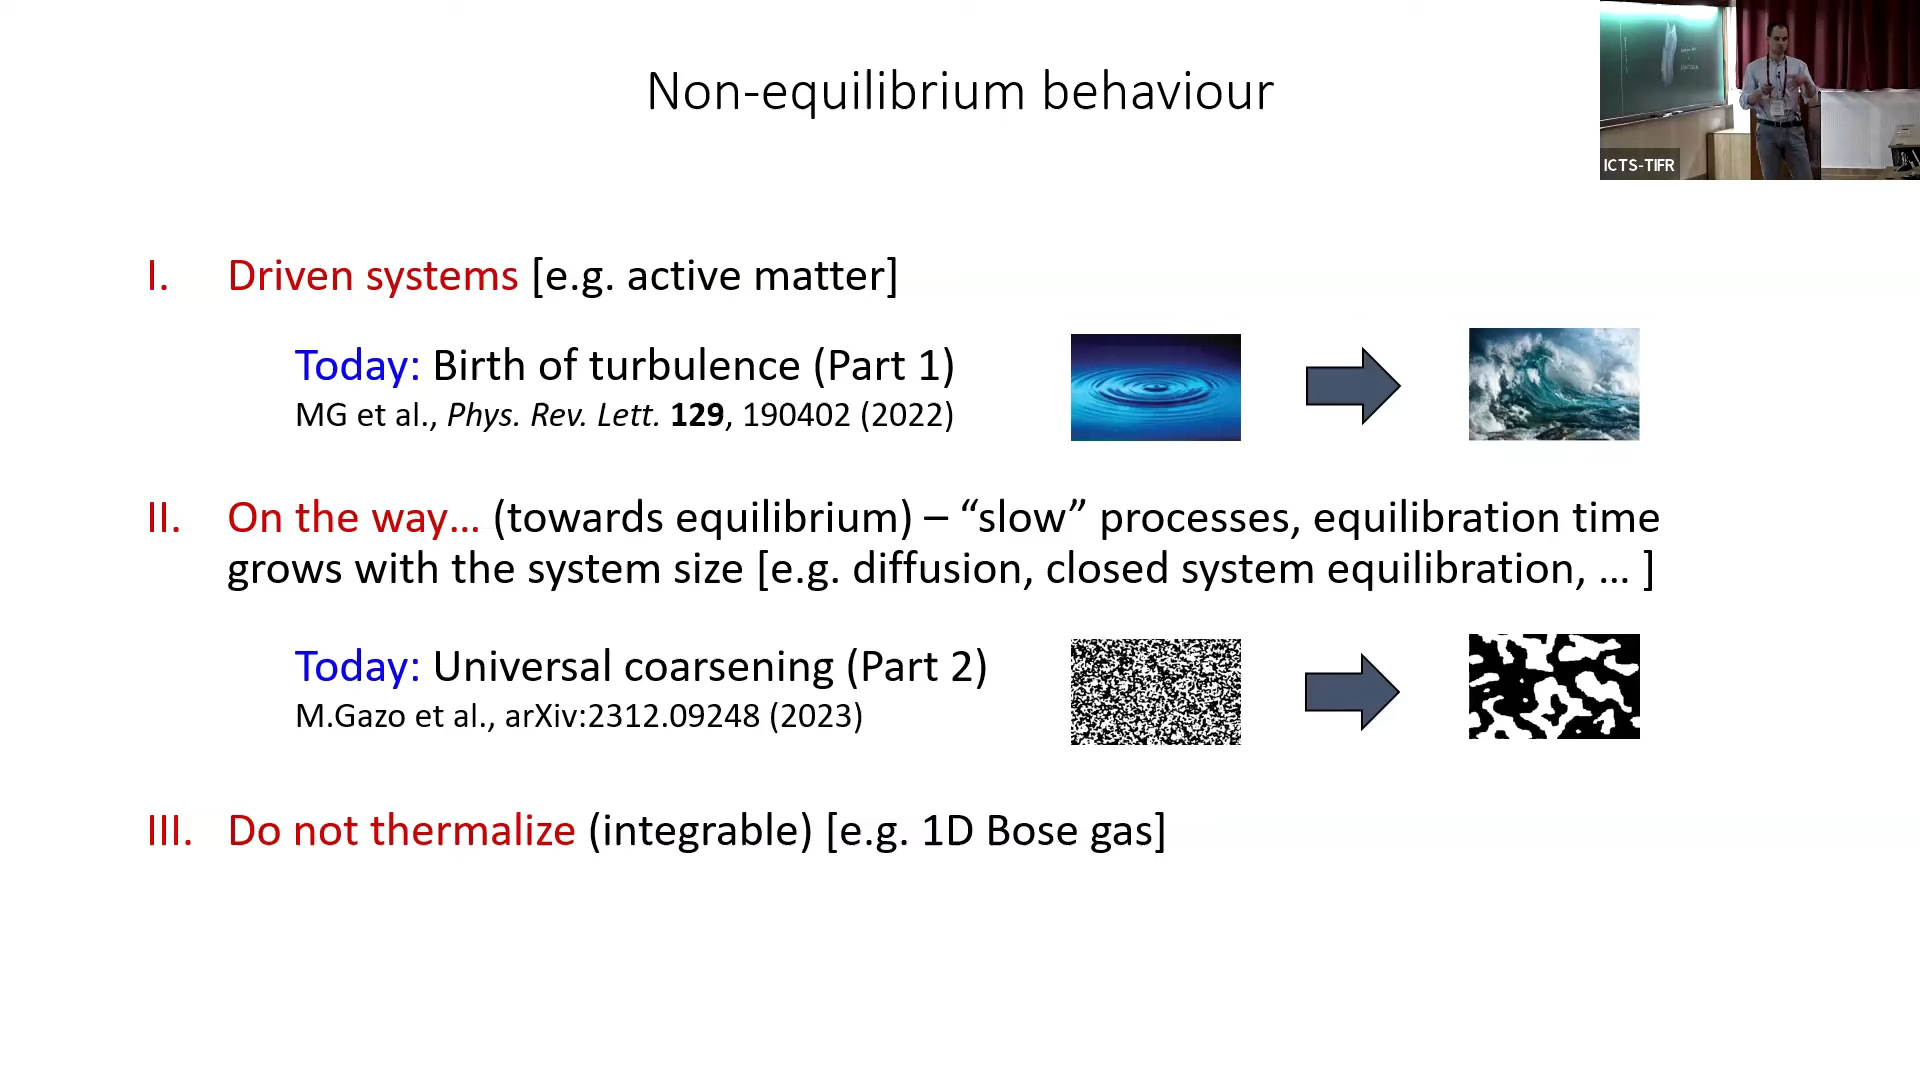 Non-equilibrium behaviour
ICTS-TIFR
I. Driven systems [e.g. active matter]
Today: Birth of turbulence (Part 1)
MG et al., Phys. Rev. Lett. 129, 190402 (2022)
II. On the way... (towards equilibrium) – “slow” processes, equilibration time
grows with the system size [e.g. diffusion, closed system equilibration, ... ]
Today: Universal coarsening (Part 2)
M.Gazo et al., arXiv:2312.09248 (2023)
III. Do not thermalize (integrable) [e.g. 1D Bose gas]